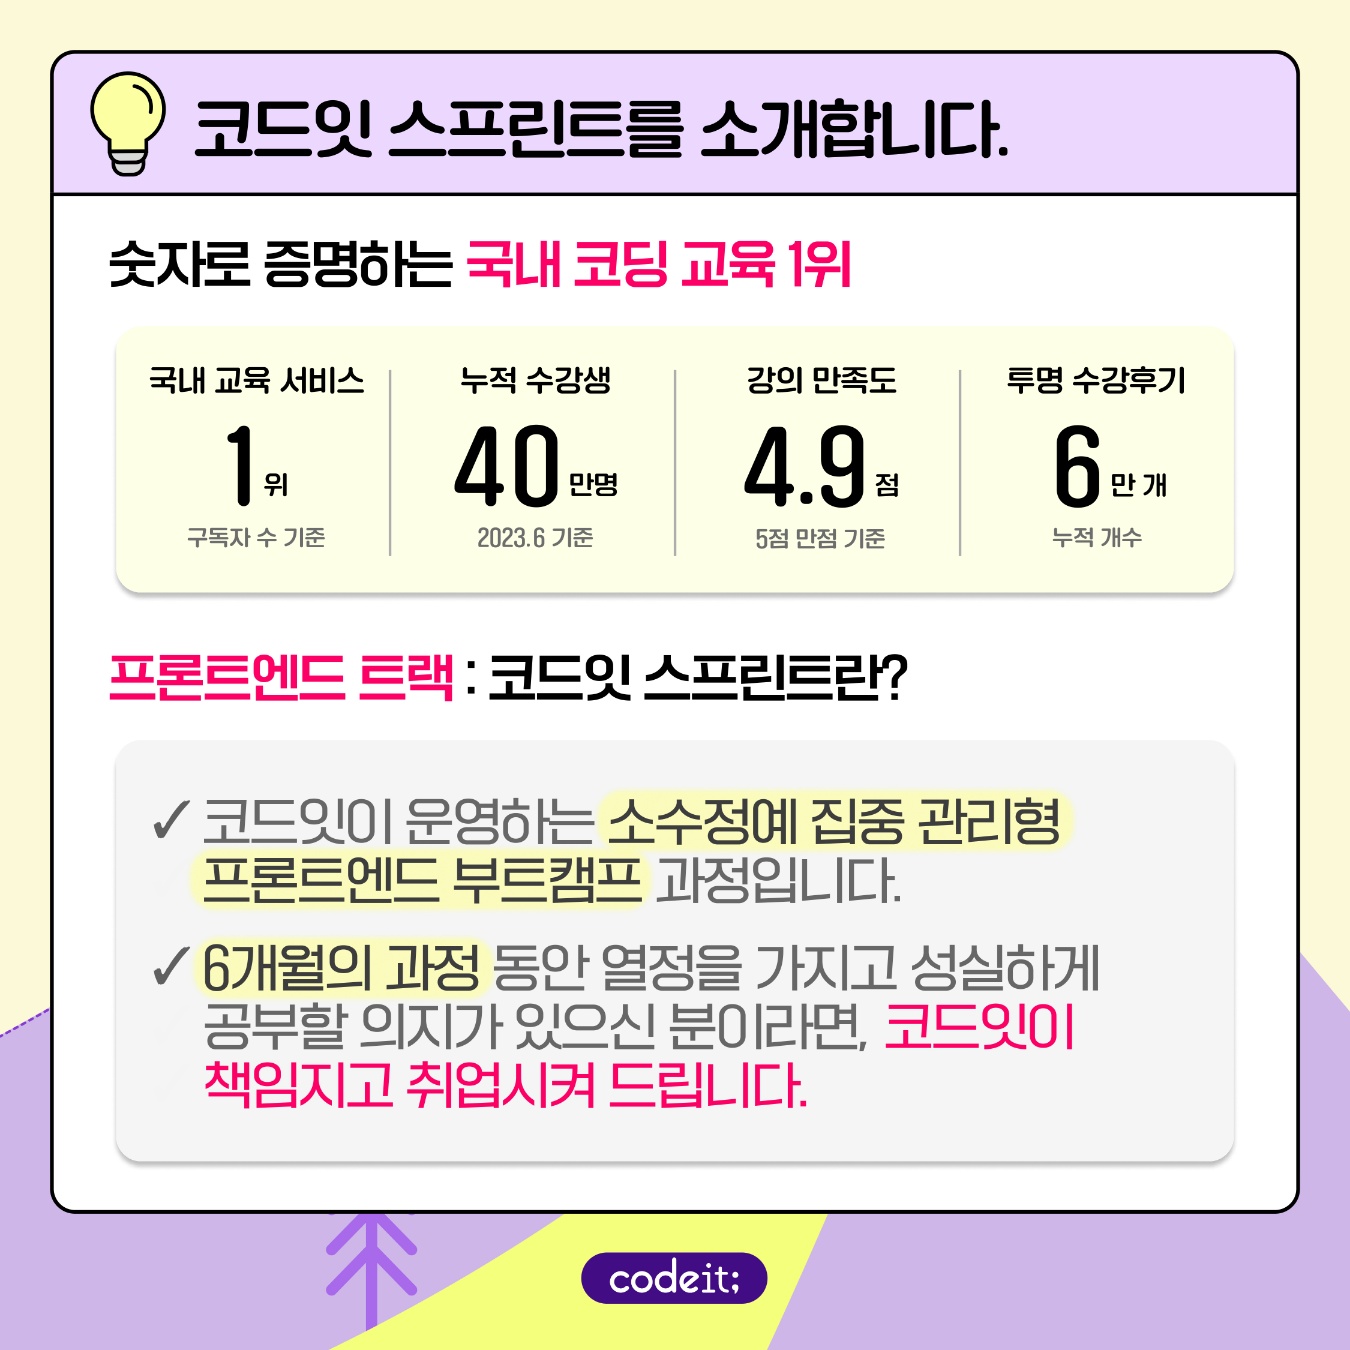 코드잇 스프린트를 소개합니다.
숫자로 증명하는 국내 코딩 교육 1위
국내 교육 서비스
1 위
구독자 수 기준
누적 수강생
40 만명
2023.6 기준
강의 만족도
4.9 점
5점 만점 기준
투명 수강후기
6 만 개
누적 개수
프론트엔드 트랙 : 코드잇 스프린트란?
✓ 코드잇이 운영하는 소수정예 집중 관리형
프론트엔드 부트캠프 과정입니다.
✓ 6개월의 과정 동안 열정을 가지고 성실하게
공부할 의지가 있으신 분이라면, 코드잇이
책임지고 취업시켜 드립니다.
codeit;